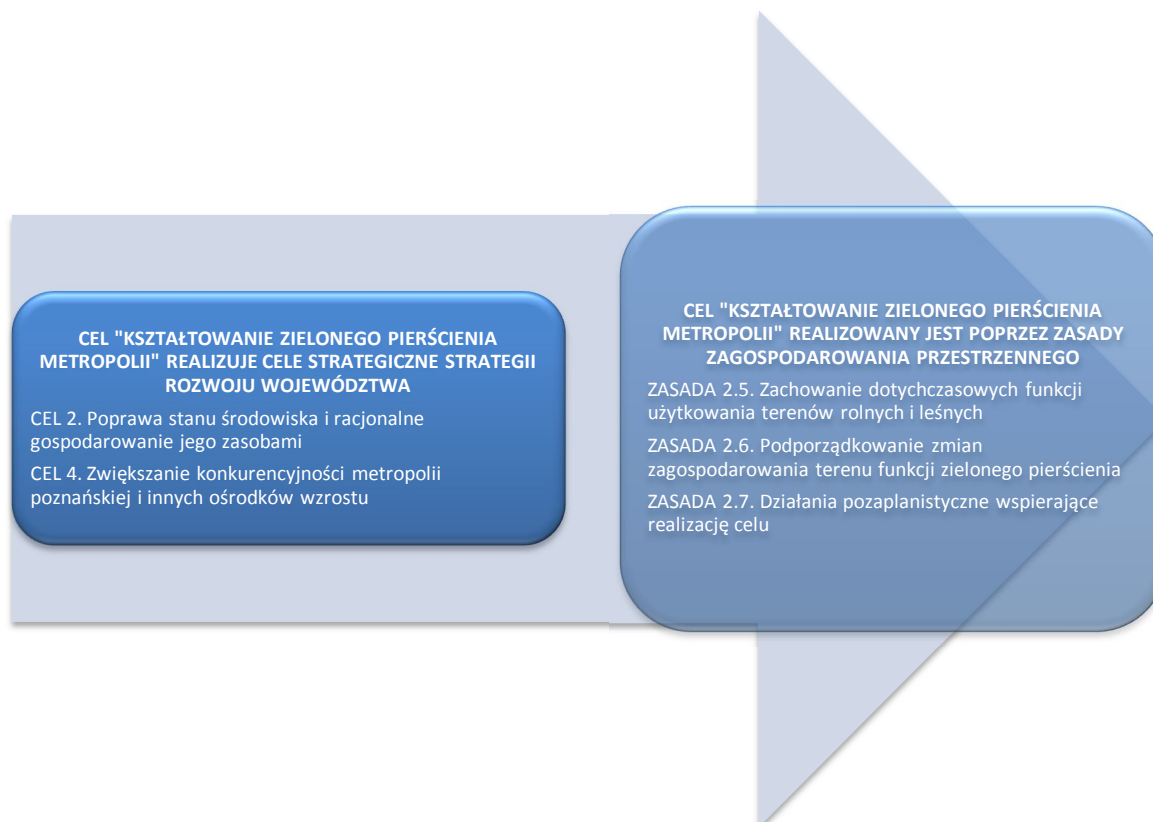 CEL "KSZTAŁTOWANIE ZIELONEGO PIERŚCIENIA
METROPOLII" REALIZUJE CELE STRATEGICZNE STRATEGII
ROZWOJU WOJEWÓDZTWA
CEL 2. Poprawa stanu środowiska i racjonalne
gospodarowanie jego zasobami
CEL 4. Zwiększanie konkurencyjności metropolii
poznańskiej i innych ośrodków wzrostu
CEL "KSZTAŁTOWANIE ZIELONEGO PIERŚCIENIA
METROPOLII" REALIZOWANY JEST POPRZEZ ZASADY
ZAGOSPODAROWANIA PRZESTRZENNEGO
ZASADA 2.5. Zachowanie dotychczasowych funkcji
użytkowania terenów rolnych i leśnych
ZASADA 2.6. Podporządkowanie zmian
zagospodarowania terenu funkcji zielonego pierścienia
ZASADA 2.7. Działania pozaplanistyczne wspierające
realizację celu